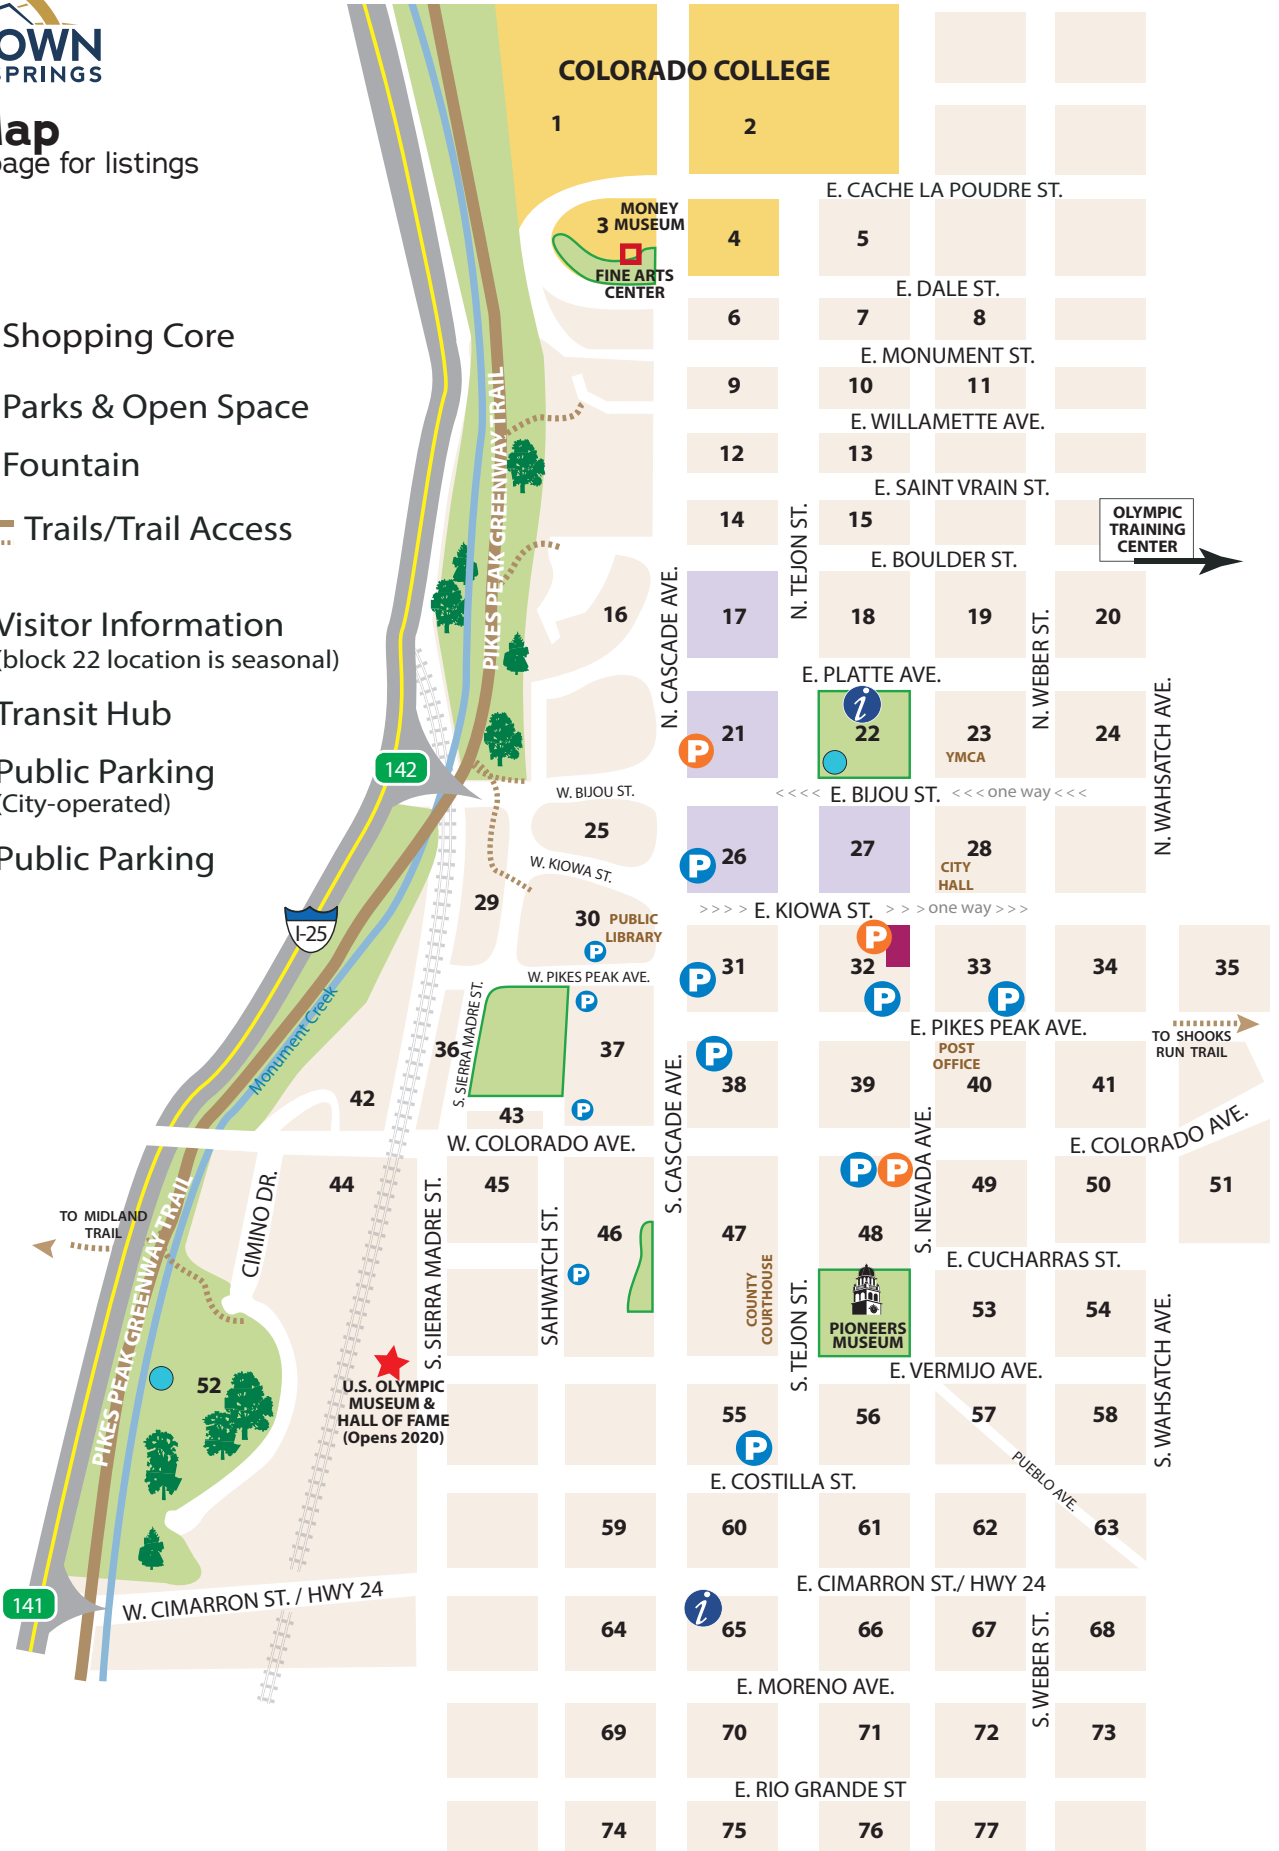 OWN
SPRINGS
Map
page for listings
COLORADO COLLEGE
1
2
E. CACHE LA POUDRE ST.
MONEY
3 MUSEUM
4
5
FINE ARTS
CENTER
E. DALE ST.
6
7
8
Shopping Core
E. MONUMENT ST.
9
10
11
Parks & Open Space
E. WILLAMETTE AVE.
12
13
Fountain
E. SAINT VRAIN ST.
14
15
Trails/Trail Access
OLYMPIC
TRAINING
CENTER
E. BOULDER ST.
PIKES PEAK GREENWAY TRAIL
N. CASCADE AVE.
N. TEJON ST.
N. WEBER ST.
N. WAHSATCH AVE.
16
17
18
19
20
Visitor Information
(block 22 location is seasonal)
E. PLATTE AVE.
i
Transit Hub
P
21
22
23
24
YMCA
Public Parking
(City-operated)
142
W. BIJOU ST.
<<<< E. BIJOU ST. <<< one way <<<
Public Parking
25
P
26
27
28
CITY
HALL
W. KIOWA ST.
29
>>>> E. KIOWA ST. >>> one way >>>
30
PUBLIC
LIBRARY
P
I-25
P
31
P
32
33
34
35
P
P
W. PIKES PEAK AVE.
P
E. PIKES PEAK AVE.
TO SHOOKS
RUN TRAIL
Monument Creek
S. SIERRA MADRE ST.
36
37
P
38
39
POST
OFFICE
40
41
42
43
P
W. COLORADO AVE.
E. COLORADO AVE.
S. CASCADE AVE.
S. NEVADA AVE.
44
45
46
47
P
P
48
49
50
51
TO MIDLAND
TRAIL
CIMINO DR.
S. SIERRA MADRE ST.
SAHWATCH ST.
P
COUNTY
COURTHOUSE
S. TEJON ST.
E. CUCHARRAS ST.
PIONEERS
MUSEUM
53
54
S. WAHSATCH AVE.
PIKES PEAK GREENWAY TRAIL
52
U.S. OLYMPIC
MUSEUM &
HALL OF FAME
(Opens 2020)
E. VERMIJO AVE.
55
P
56
57
58
PUEBLO AVE.
E. COSTILLA ST.
59
60
61
62
63
E. CIMARRON ST./ HWY 24
141
W. CIMARRON ST. / HWY 24
i
64
65
66
67
68
S. WEBER ST.
E. MORENO AVE.
69
70
71
72
73
E. RIO GRANDE ST
74
75
76
77